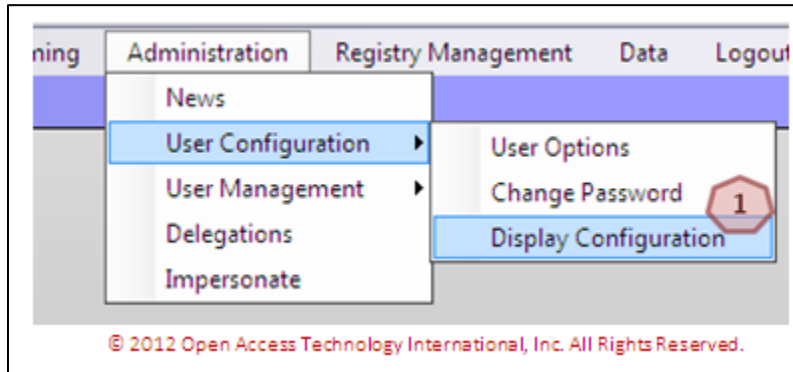 ning Administration Registry Management Data Logout
News
User Configuration User Options
User Management Change Password 1
Delegations Display Configuration
Impersonate
© 2012 Open Access Technology International, Inc. All Rights Reserved.